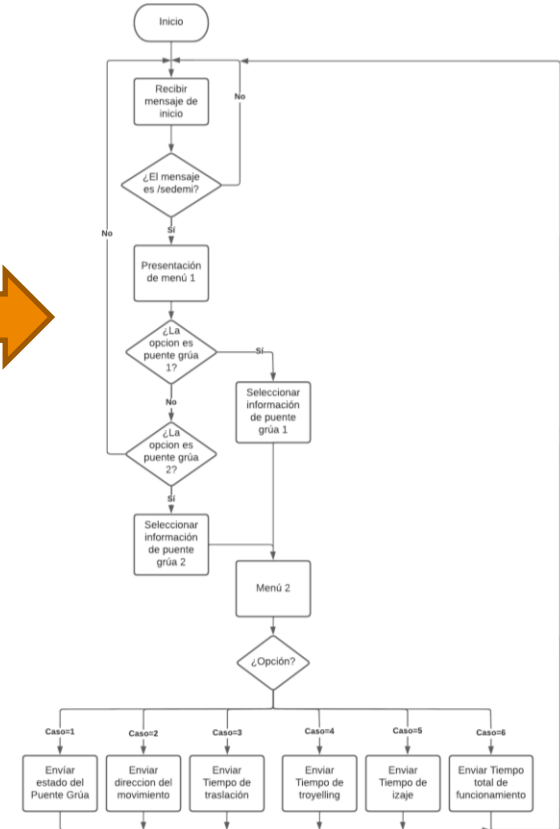 Inicio
Recibir
mensaje de
inicio
No
¿El mensaje
es /sedemi?
Sí
No
Presentación
de menú 1
¿La
opcion es
puente grúa
1?
Sí
Seleccionar
información
de puente
grúa 1
No
¿La
opcion es
puente grúa
2?
Sí
Seleccionar
información
de puente
grúa 2
Menú 2
¿Opción?
Caso=1
Caso=2
Caso=3
Caso=4
Caso=5
Caso=6
Enviar
estado del
Puente Grúa
Enviar
direccion del
movimiento
Enviar
Tiempo de
traslación
Enviar
Tiempo de
troyelling
Enviar
Tiempo de
izaje
Enviar Tiempo
total de
funcionamiento